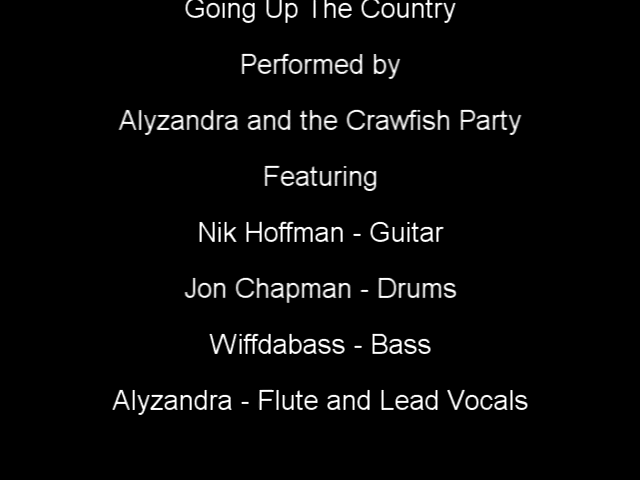 Going Up The Country
Performed by
Alyzandra and the Crawfish Party
Featuring
Nik Hoffman - Guitar
Jon Chapman - Drums
Wiffdabass - Bass
Alyzandra - Flute and Lead Vocals